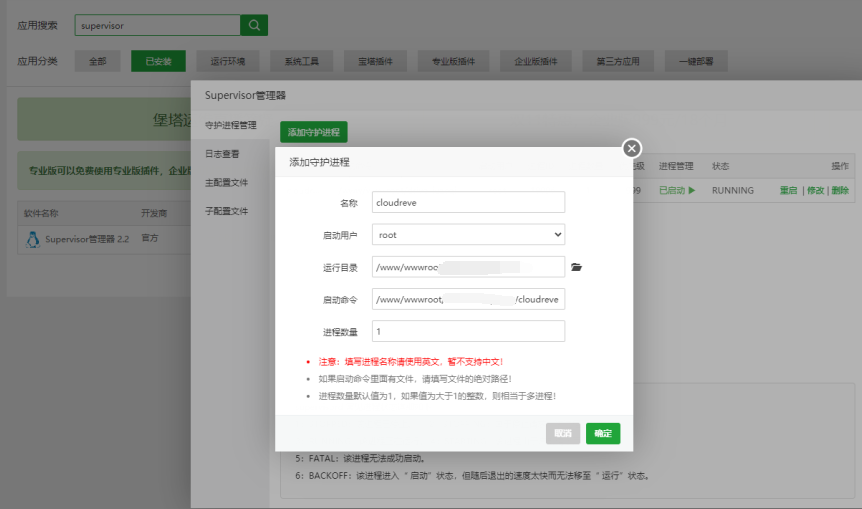 应用搜索 supervisor
应用分类 全部 已安装 运行环境 系统工具 宝塔插件 专业版插件 企业版插件 第三方应用 一键部署
Supervisor管理器
堡塔运
专业版可以免费使用专业版插件，企业版
软件名称 开发商
Supervisor管理器 2.2 官方
守护进程管理 添加守护进程
日志查看
主配置文件
子配置文件
进程管理 状态 操作
99 已启动 RUNNING 重启 | 修改 | 删除
添加守护进程
名称 cloudreve
启动用户 root
运行目录 /www/wwwroo
启动命令 /www/wwwroot/ /cloudreve
进程数量 1
注意：填写进程名称请使用英文，暂不支持中文！
如果启动命令里面有文件，请填写文件的绝对路径！
进程数量默认值为1，如果值为大于1的整数，则相当于多进程！
取消 确定
5：FATAL：该进程无法成功启动。
6：BACKOFF：该进程进入“ 启动”状态，但随后退出的速度太快而无法移至“ 运行”状态。